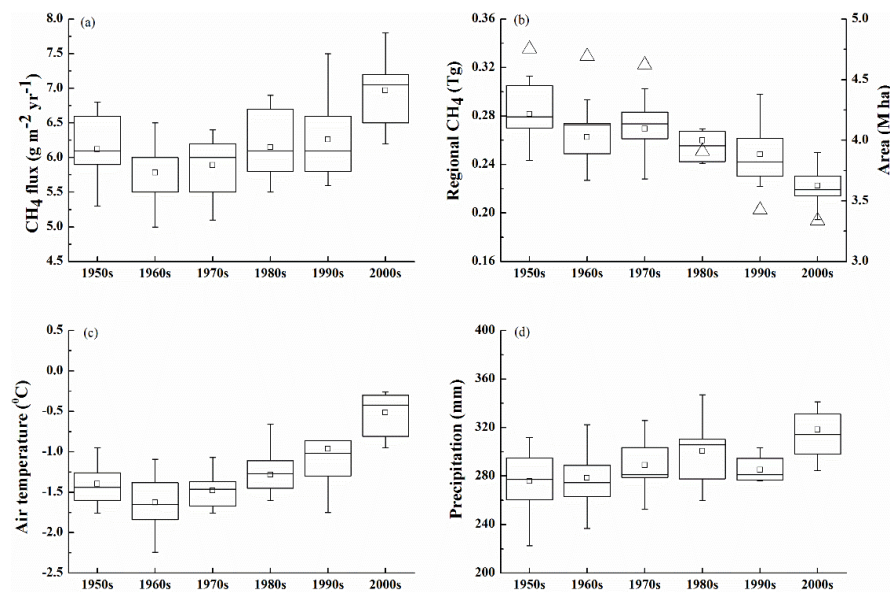 (a)
8.0
7.5
7.0
6.5
6.0
5.5
5.0
4.5
CH4 flux (g m-2 yr-1)
1950s 1960s 1970s 1980s 1990s 2000s
(b)
0.36
0.32
0.28
0.24
0.20
0.16
Regional CH4 (Tg)
5.0
4.5
4.0
3.5
3.0
Area (M ha)
1950s 1960s 1970s 1980s 1990s 2000s
(c)
0.5
0.0
-0.5
-1.0
-1.5
-2.0
-2.5
Air temperature (0C)
1950s 1960s 1970s 1980s 1990s 2000s
(d)
400
360
320
280
240
200
Precipitation (mm)
1950s 1960s 1970s 1980s 1990s 2000s